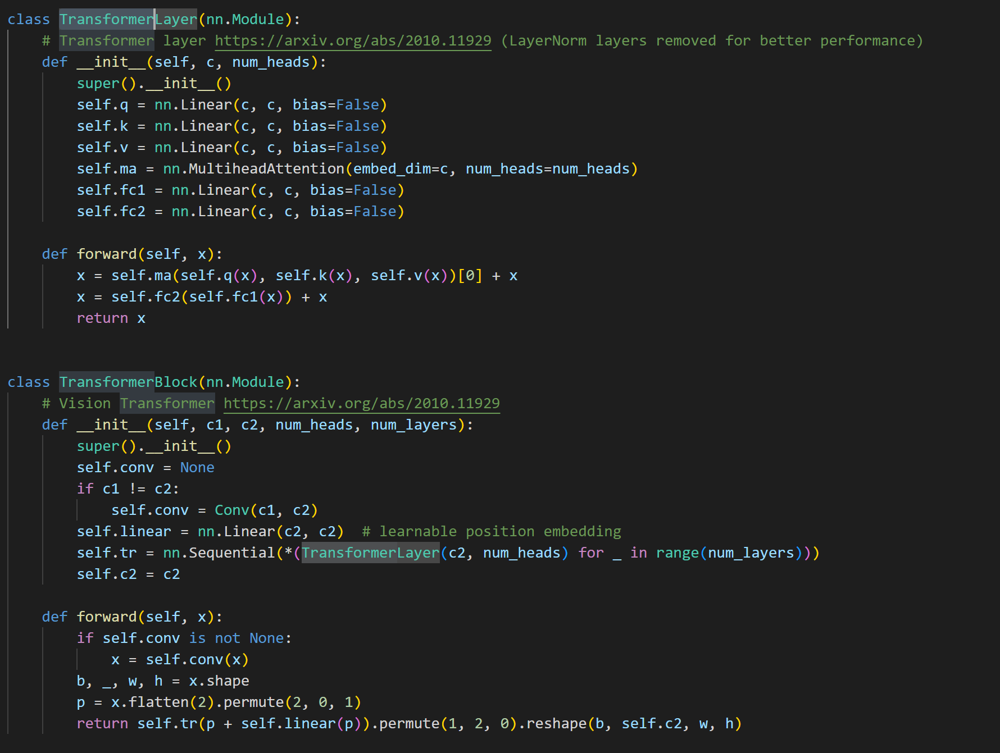 class TransformerLayer(nn.Module):
    # Transformer layer https://arxiv.org/abs/2010.11929 (LayerNorm layers removed for better performance)
    def __init__(self, c, num_heads):
        super().__init__()
        self.q = nn.Linear(c, c, bias=False)
        self.k = nn.Linear(c, c, bias=False)
        self.v = nn.Linear(c, c, bias=False)
        self.ma = nn.MultiheadAttention(embed_dim=c, num_heads=num_heads)
        self.fc1 = nn.Linear(c, c, bias=False)
        self.fc2 = nn.Linear(c, c, bias=False)

    def forward(self, x):
        x = self.ma(self.q(x), self.k(x), self.v(x))[0] + x
        x = self.fc2(self.fc1(x)) + x
        return x


class TransformerBlock(nn.Module):
    # Vision Transformer https://arxiv.org/abs/2010.11929
    def __init__(self, c1, c2, num_heads, num_layers):
        super().__init__()
        self.conv = None
        if c1 != c2:
            self.conv = Conv(c1, c2)
        self.linear = nn.Linear(c2, c2)  # learnable position embedding
        self.tr = nn.Sequential(*(TransformerLayer(c2, num_heads) for _ in range(num_layers)))
        self.c2 = c2

    def forward(self, x):
        if self.conv is not None:
            x = self.conv(x)
        b, _, w, h = x.shape
        p = x.flatten(2).permute(2, 0, 1)
        return self.tr(p + self.linear(p)).permute(1, 2, 0).reshape(b, self.c2, w, h)